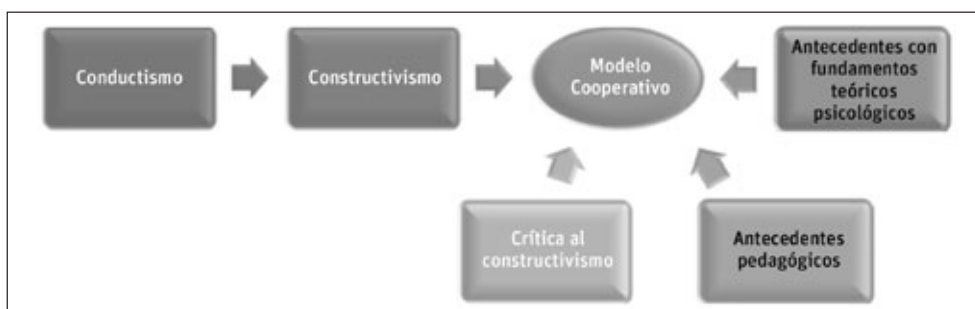 Conductismo
Constructivismo
Modelo
Cooperativo
Antecedentes con
fundamentos
teóricos
psicológicos
Crítica al
constructivismo
Antecedentes
pedagógicos